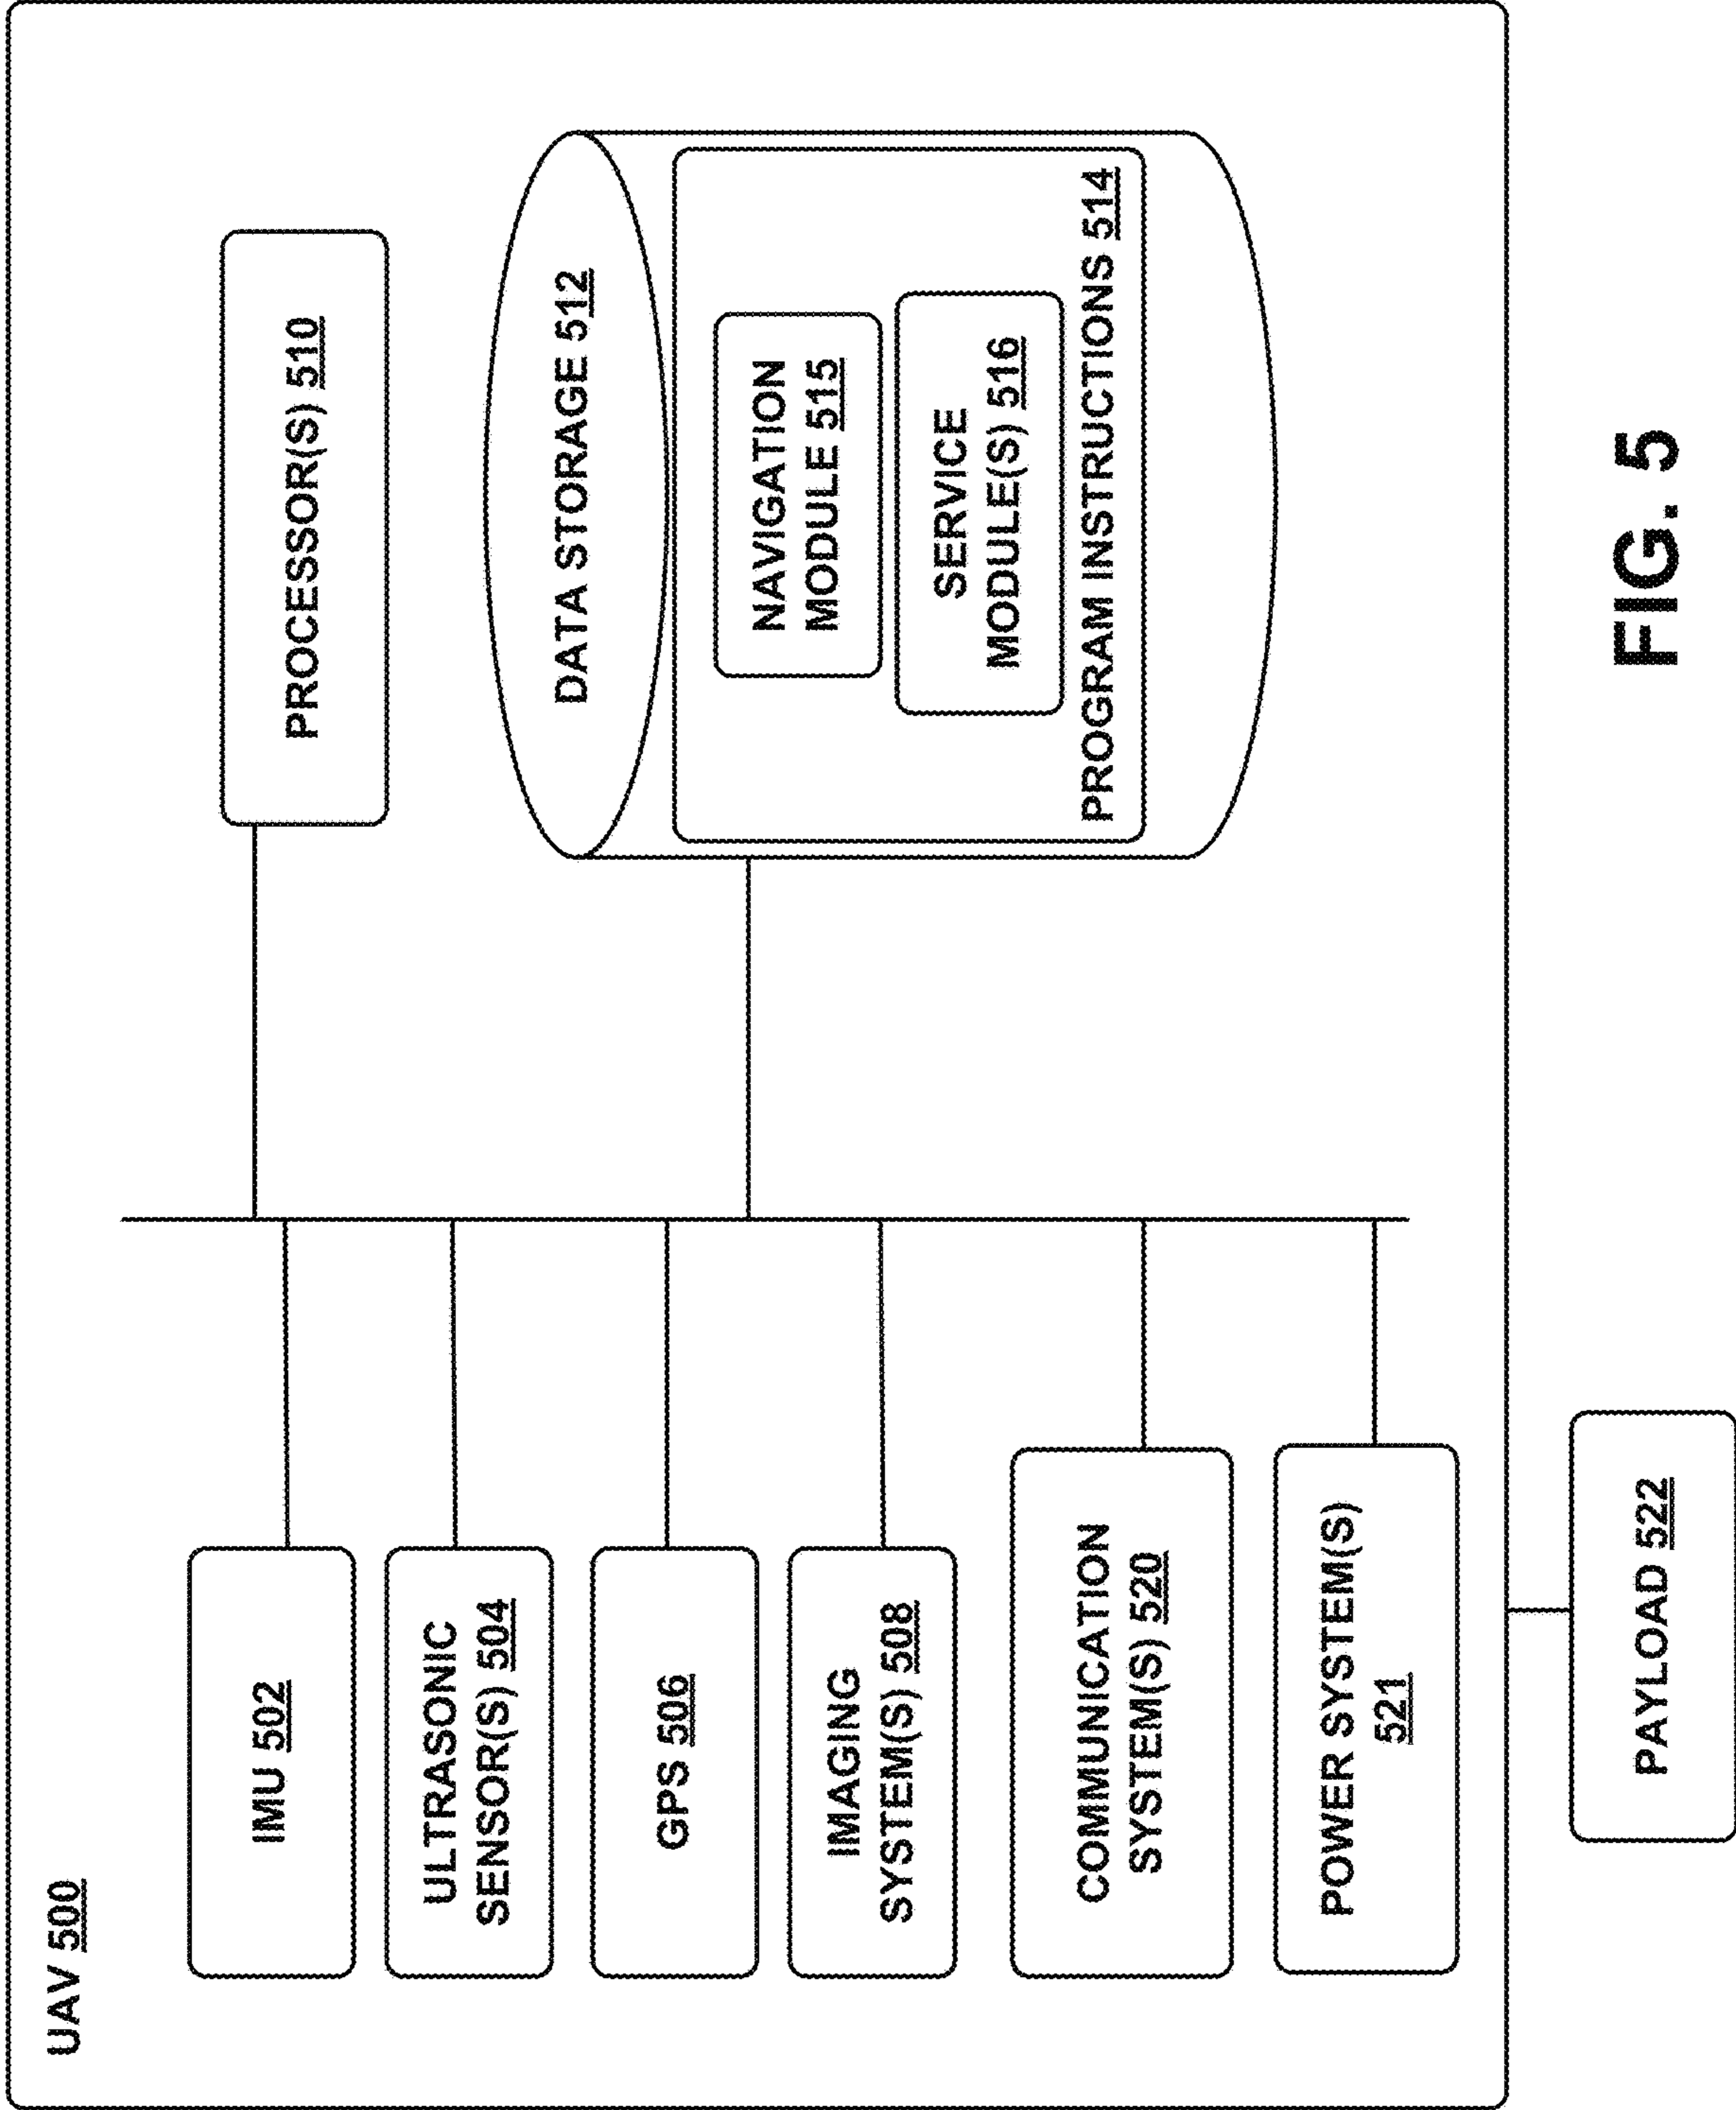 UAV 500
IMU 502
ULTRASONIC
SENSOR(S) 504
GPS 506
IMAGING
SYSTEM(S) 508
COMMUNICATION
SYSTEM(S) 520
POWER SYSTEM(S)
521
PROCESSOR(S) 510
DATA STORAGE 512
NAVIGATION
MODULE 515
SERVICE
MODULE(S) 516
PROGRAM INSTRUCTIONS 514
PAYLOAD 522
FIG. 5